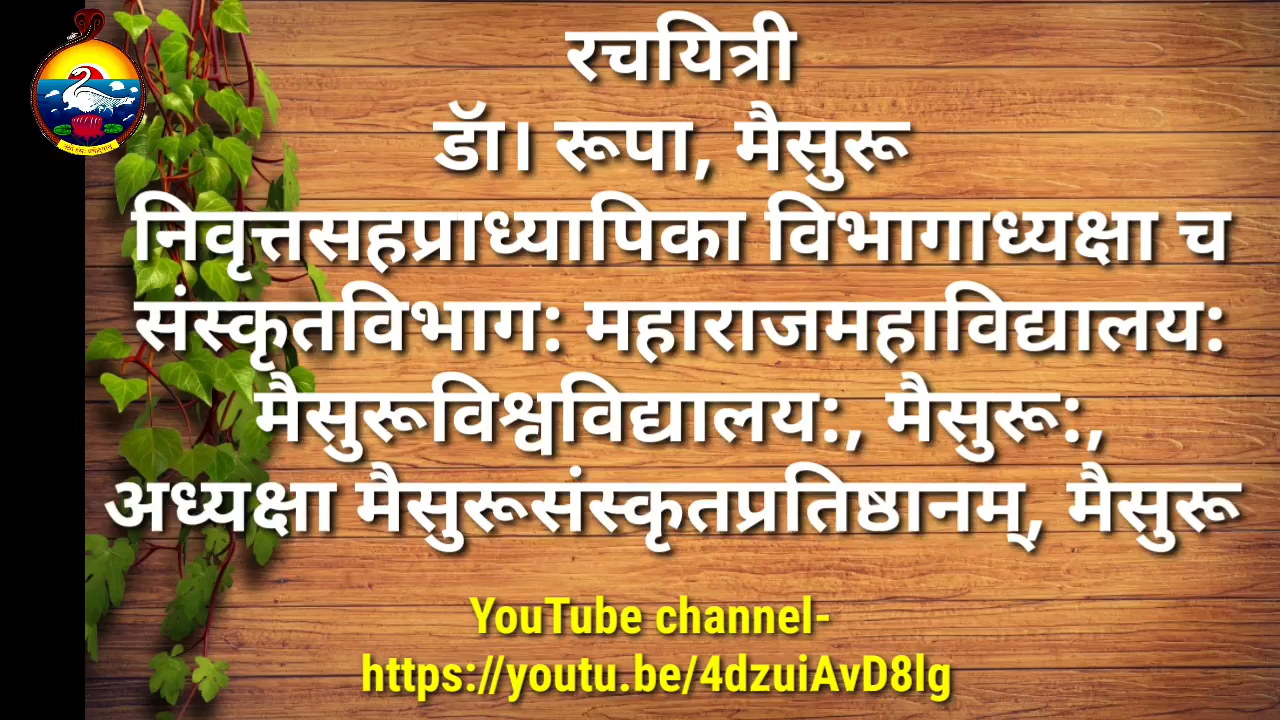 रचयित्री
डॅा। रूपा, मैसुरू
निवृत्तसहप्राध्यापिका विभागाध्यक्षा च
संस्कृतविभाग: महाराजमहाविद्यालय:
मैसुरूविश्वविद्यालय:, मैसुरू:,
अध्यक्षा मैसुरूसंस्कृतप्रतिष्ठानम्, मैसुरू
YouTube channel-
https://youtu.be/4dzuiAvD8lg